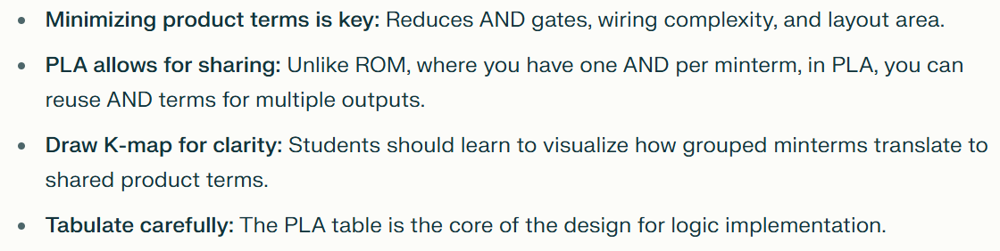 • Minimizing product terms is key: Reduces AND gates, wiring complexity, and layout area.
• PLA allows for sharing: Unlike ROM, where you have one AND per minterm, in PLA, you can
reuse AND terms for multiple outputs.
• Draw K-map for clarity: Students should learn to visualize how grouped minterms translate to
shared product terms.
• Tabulate carefully: The PLA table is the core of the design for logic implementation.